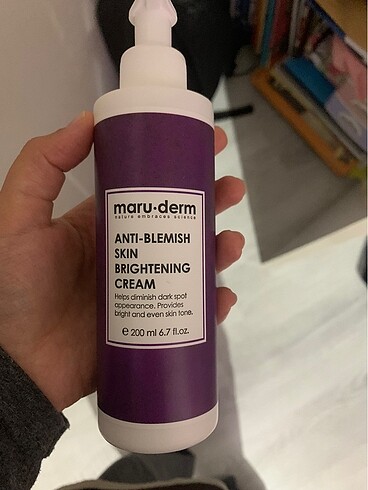 maru·derm
nature embraces science
ANTI-BLEMISH
SKIN
BRIGHTENING
CREAM
Helps diminish dark spot
appearance. Provides
bright and even skin tone.
e 200 ml 6.7 fl.oz.